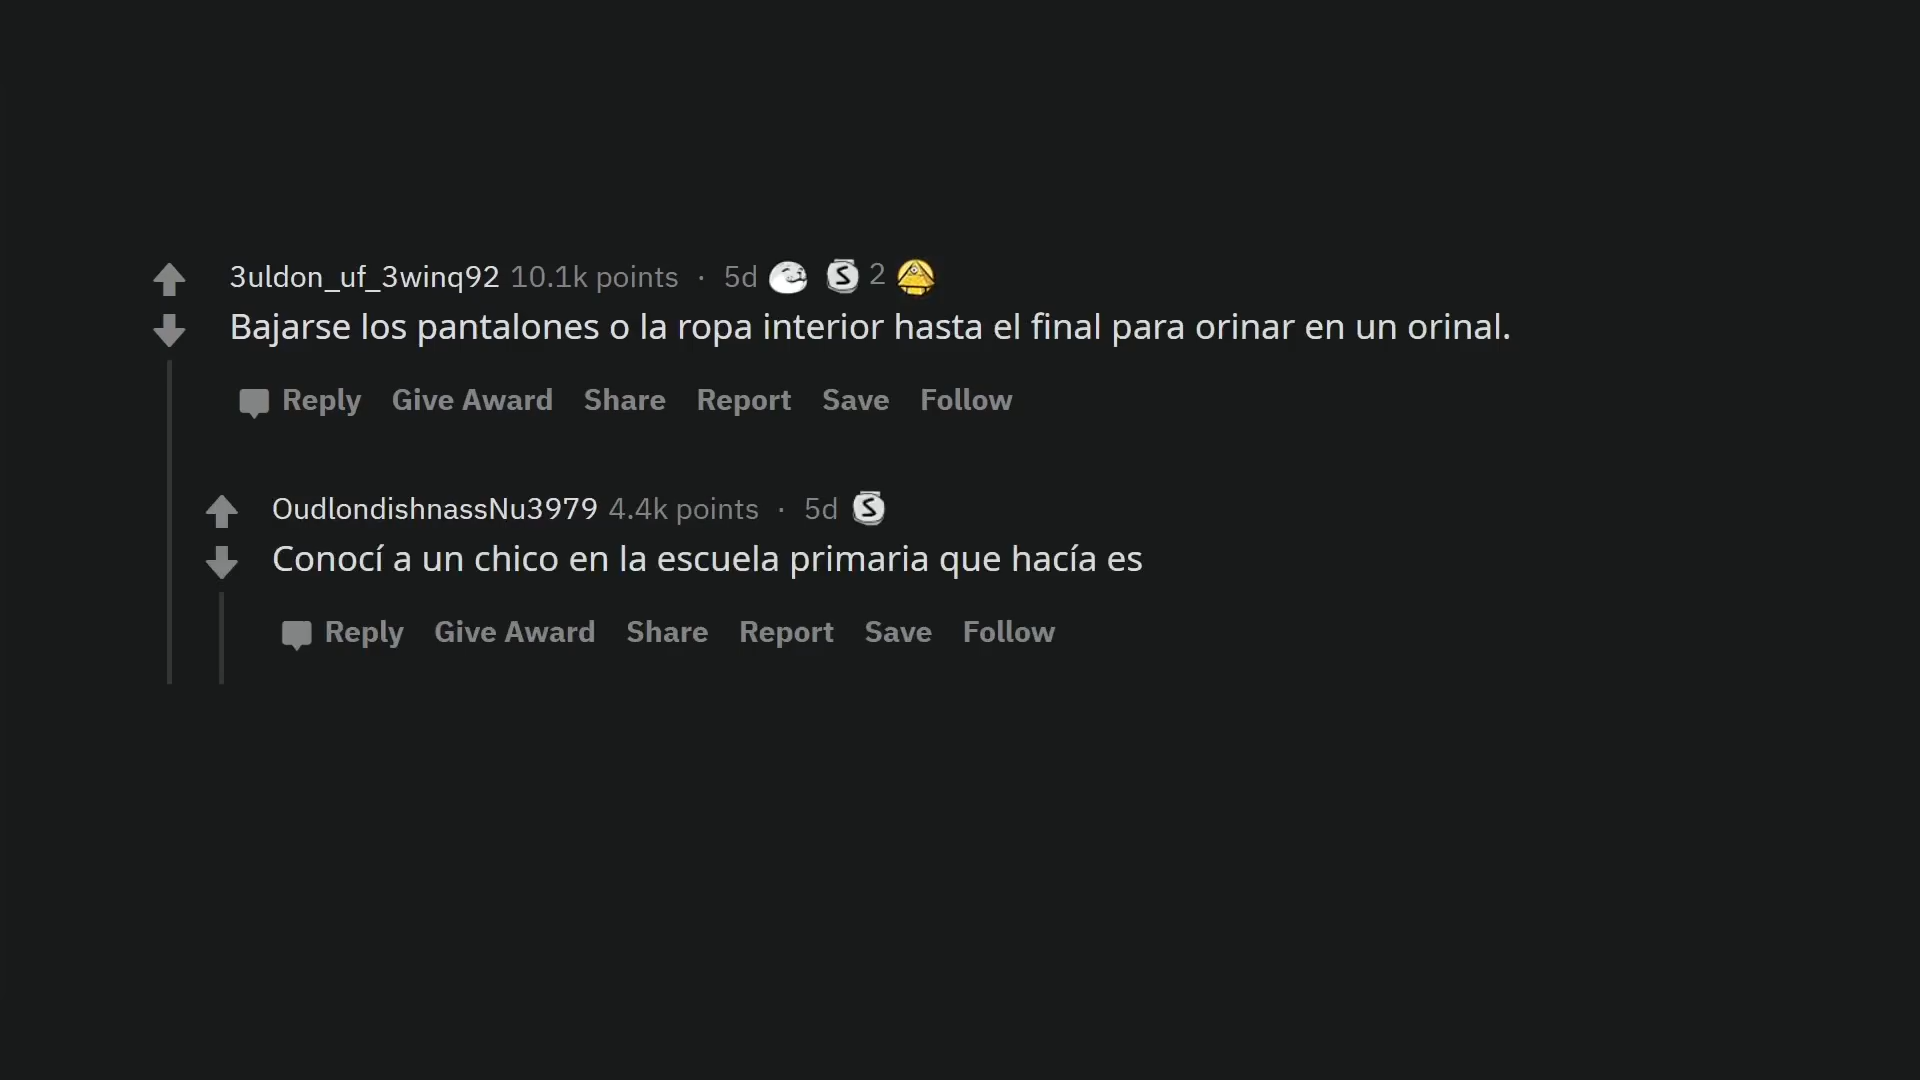 3uldon_uf_3winq92 10.1k points · 5d 2
Bajarse los pantalones o la ropa interior hasta el final para orinar en un orinal.
Reply Give Award Share Report Save Follow
OudlondishnassNu3979 4.4k points · 5d
Conocí a un chico en la escuela primaria que hacía es
Reply Give Award Share Report Save Follow